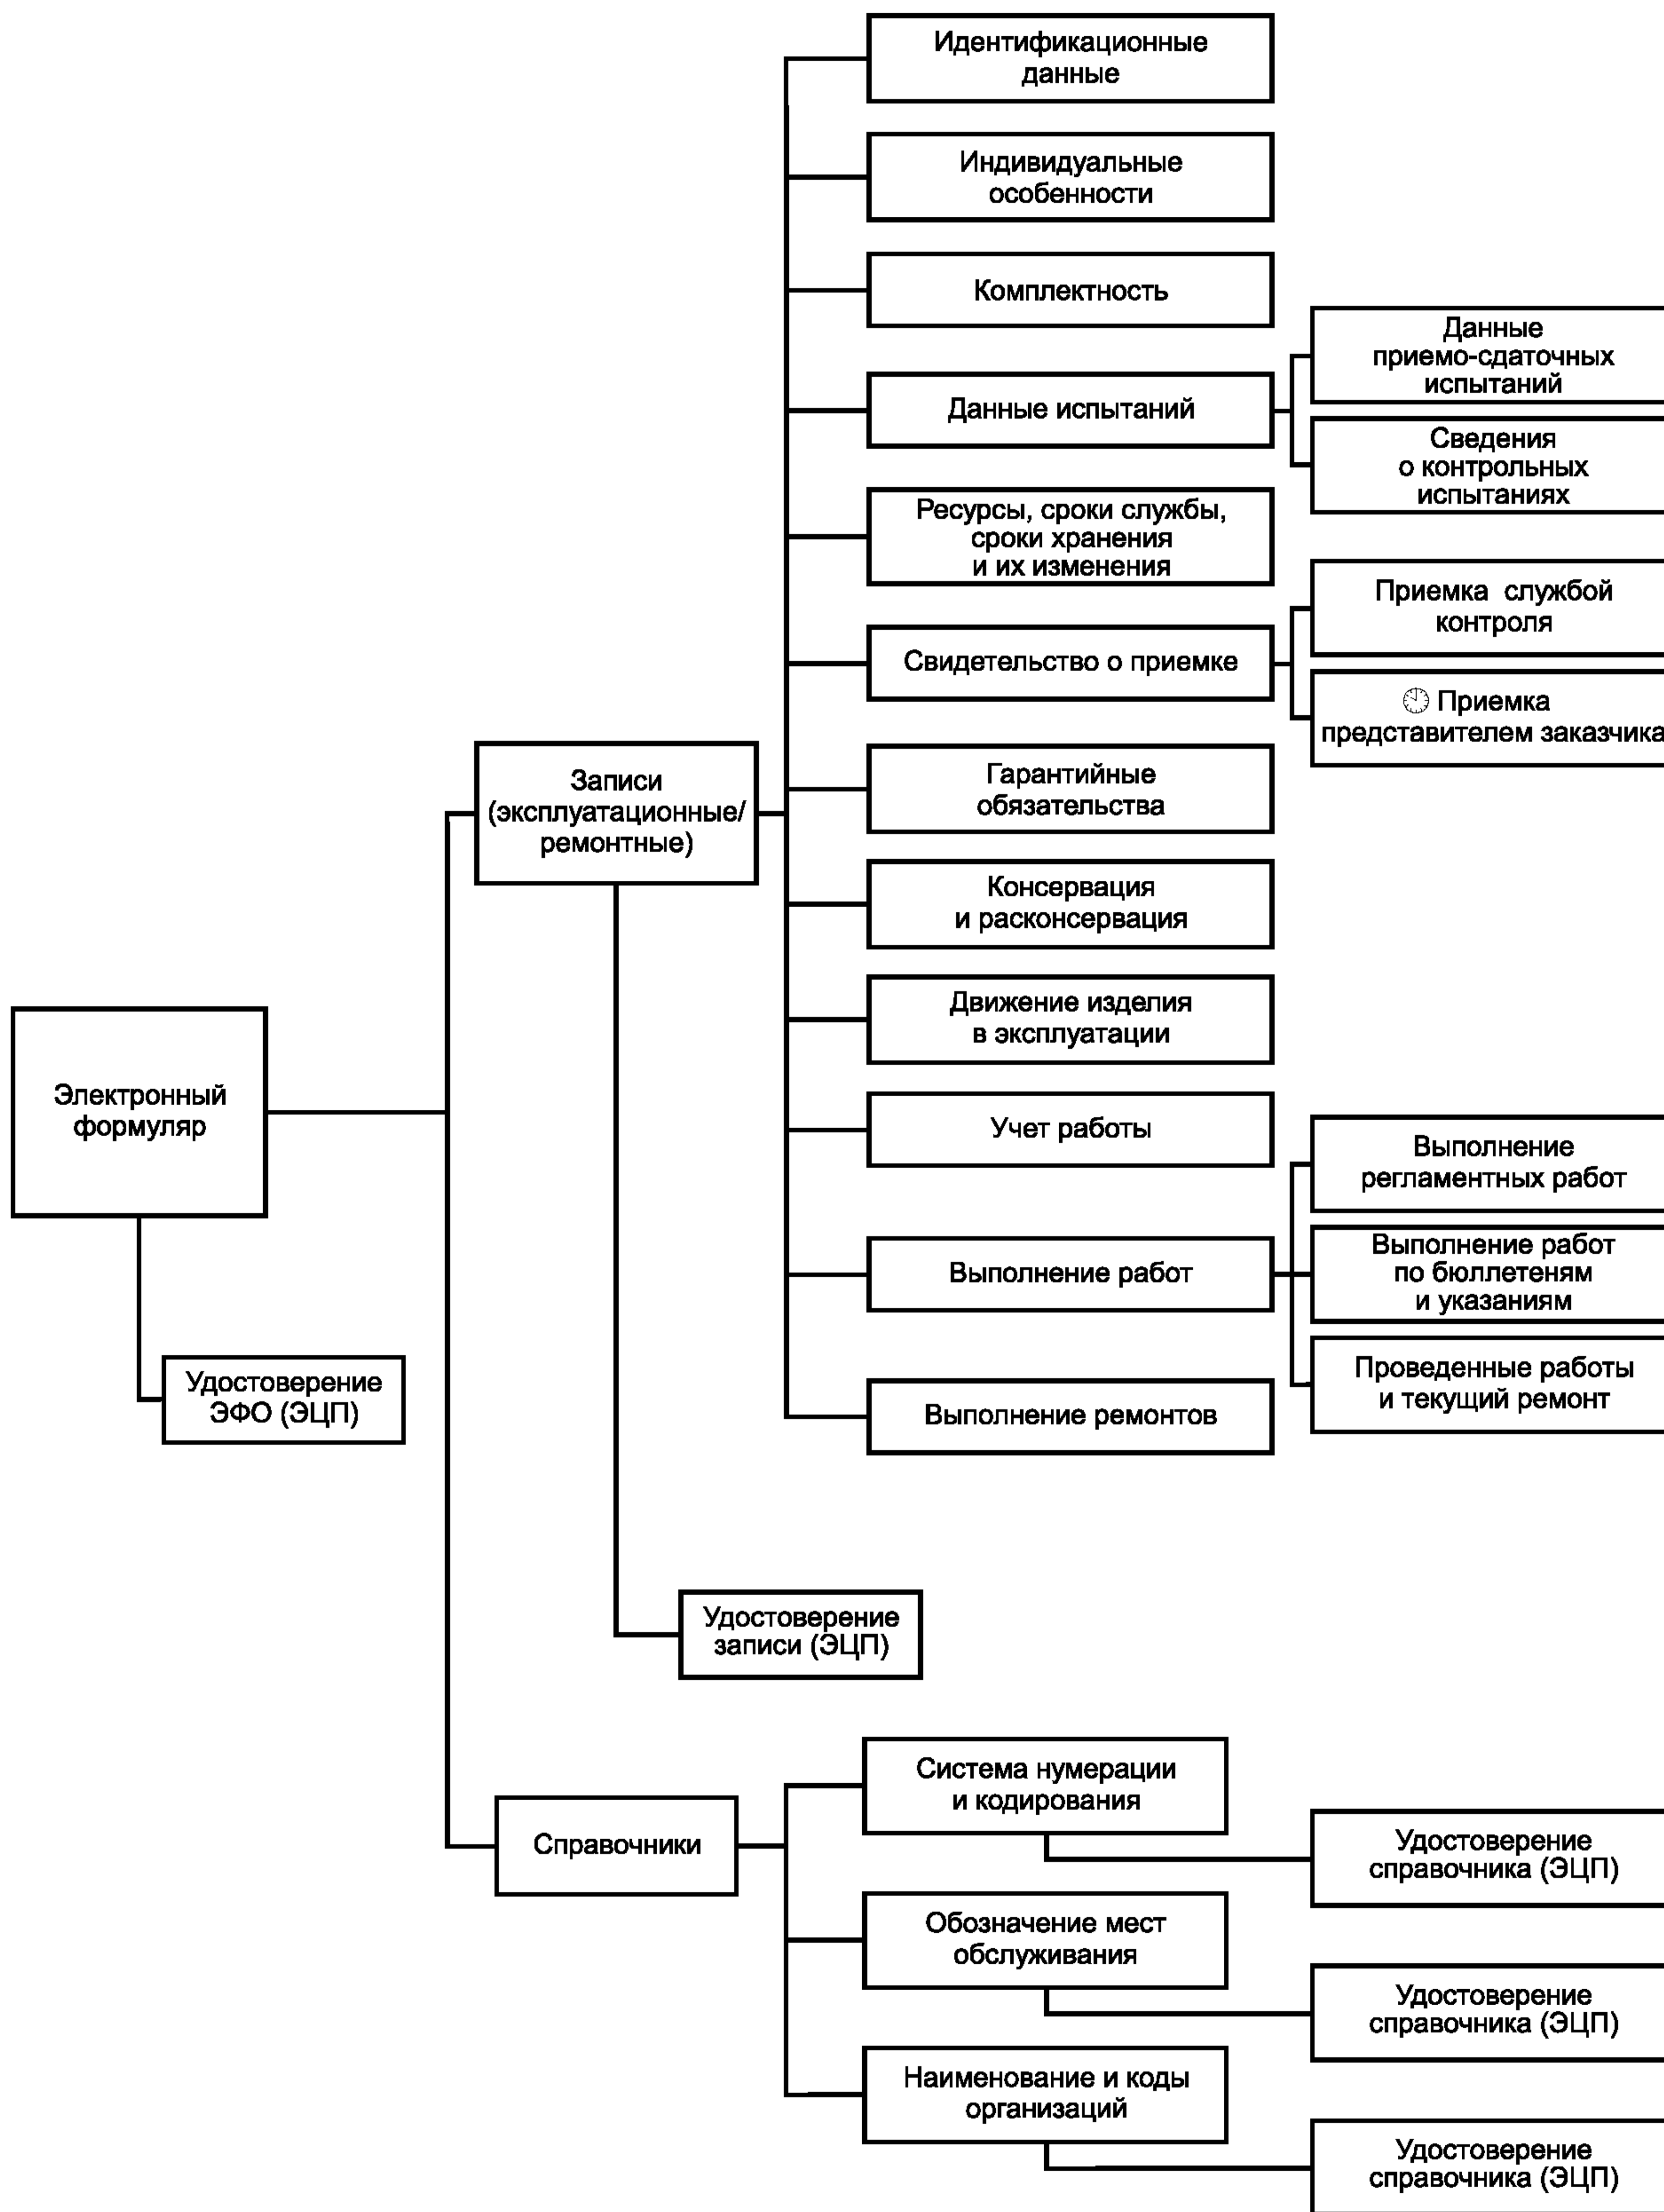 Идентификационные
данные
Индивидуальные
особенности
Комплектность
Данные испытаний
Данные
приемо-сдаточных
испытаний
Сведения
о контрольных
испытаниях
Ресурсы, сроки службы,
сроки хранения
и их изменения
Свидетельство о приемке
Приемка службой
контроля
Приемка
представителем заказчика
Записи
(эксплуатационные/
ремонтные)
Гарантийные
обязательства
Консервация
и расконсервация
Движение изделия
в эксплуатации
Электронный
формуляр
Учет работы
Выполнение работ
Выполнение
регламентных работ
Выполнение работ
по бюллетеням
и указаниям
Проведенные работы
и текущий ремонт
Выполнение ремонтов
Удостоверение
ЭФО (ЭЦП)
Удостоверение
записи (ЭЦП)
Справочники
Система нумерации
и кодирования
Удостоверение
справочника (ЭЦП)
Обозначение мест
обслуживания
Удостоверение
справочника (ЭЦП)
Наименование и коды
организаций
Удостоверение
справочника (ЭЦП)